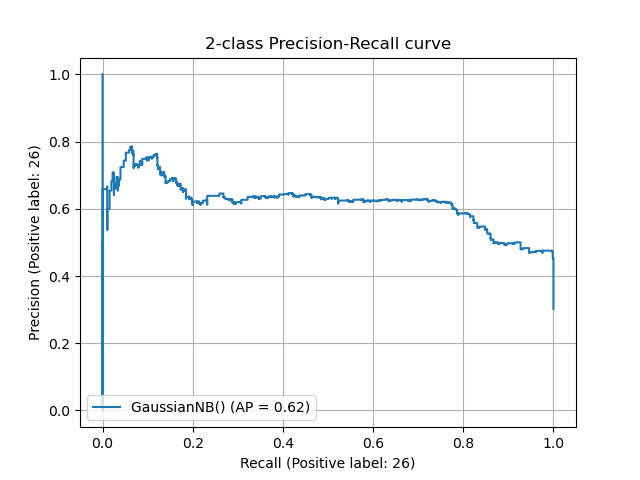 2-class Precision-Recall curve
Precision (Positive label: 26)
1.0
0.8
0.6
0.4
0.2
0.0
GaussianNB() (AP = 0.62)
0.0 0.2 0.4 0.6 0.8 1.0
Recall (Positive label: 26)